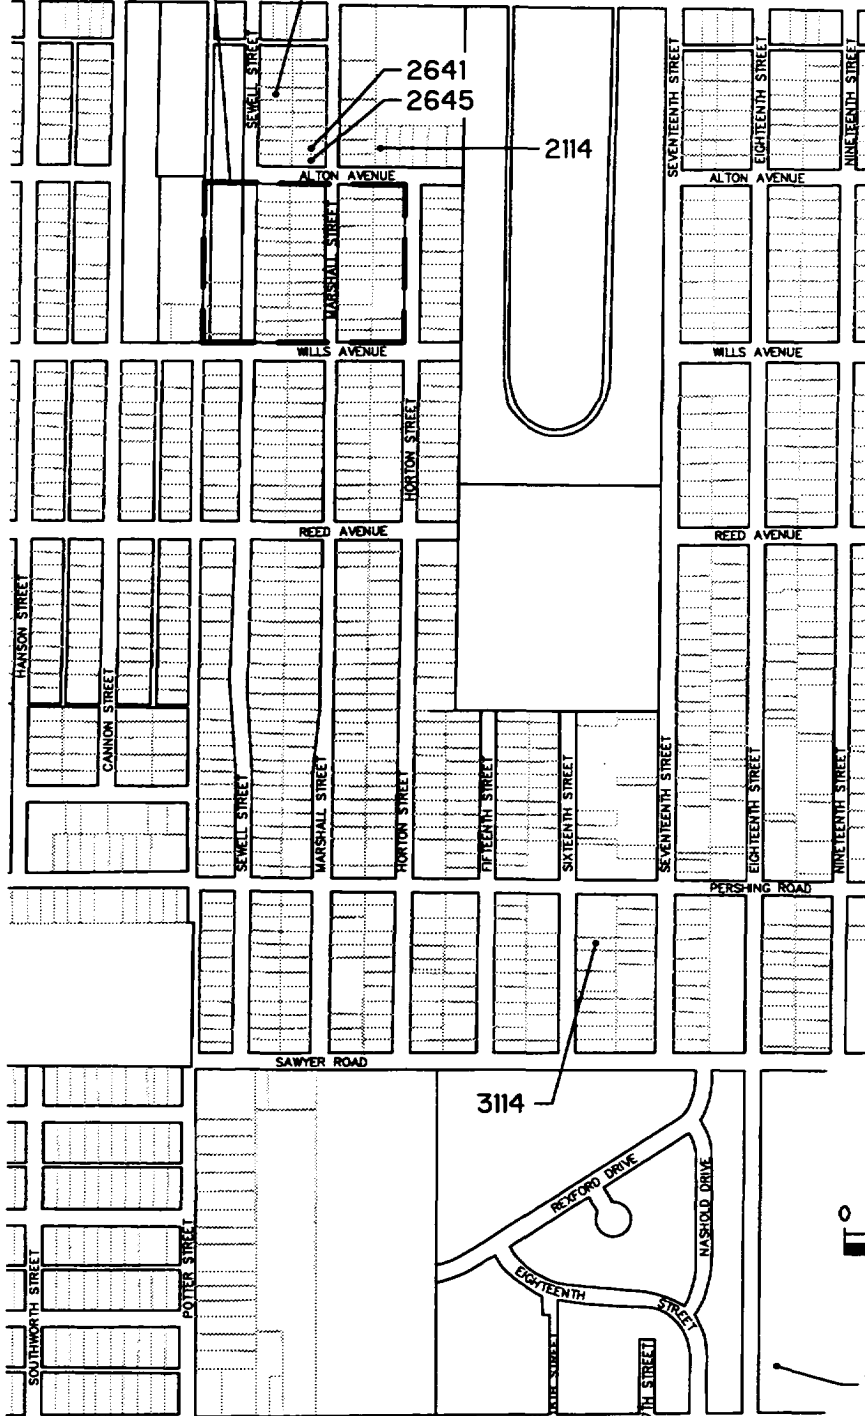 SEWELL STREET
2641
2645
2114
SEVENTEENTH STREET
EIGHTEENTH STREET
NINETEENTH STREET
ALTON AVENUE
ALTON AVENUE
MARSHALL STREET
WILLS AVENUE
WILLS AVENUE
HORTON STREET
REED AVENUE
REED AVENUE
HANSON STREET
CANNON STREET
SEWELL STREET
MARSHALL STREET
HORTON STREET
FIFTEENTH STREET
SIXTEENTH STREET
SEVENTEENTH STREET
EIGHTEENTH STREET
NINETEENTH STREET
PERSHING ROAD
SAWYER ROAD
3114
REXFORD DRIVE
NASHOLD DRIVE
0
EIGHTEENTH STREET
POTTER STREET
SOUTHWORTH STREET
STREET
TH STREET